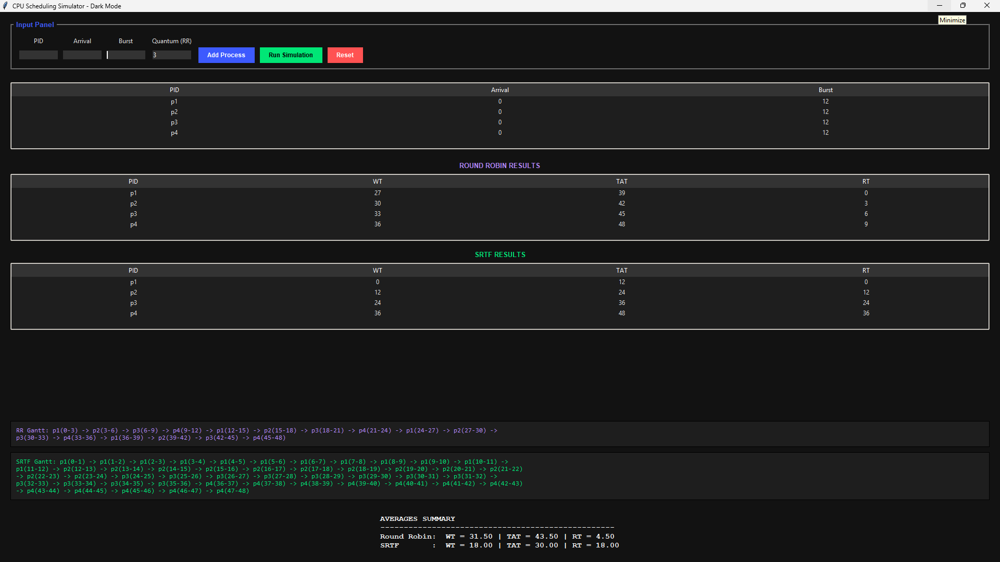 CPU Scheduling Simulator - Dark Mode
Minimize
Input Panel
PID Arrival Burst Quantum (RR)
3 Add Process Run Simulation Reset
PID Arrival Burst
p1 0 12
p2 0 12
p3 0 12
p4 0 12
ROUND ROBIN RESULTS
PID WT TAT RT
p1 27 39 0
p2 30 42 3
p3 33 45 6
p4 36 48 9
SRTF RESULTS
PID WT TAT RT
p1 0 12 0
p2 12 24 12
p3 24 36 24
p4 36 48 36
RR Gantt: p1(0-3) -> p2(3-6) -> p3(6-9) -> p4(9-12) -> p1(12-15) -> p2(15-18) -> p3(18-21) -> p4(21-24) -> p1(24-27) -> p2(27-30) ->
p3(30-33) -> p4(33-36) -> p1(36-39) -> p2(39-42) -> p3(42-45) -> p4(45-48)
SRTF Gantt: p1(0-1) -> p1(1-2) -> p1(2-3) -> p1(3-4) -> p1(4-5) -> p1(5-6) -> p1(6-7) -> p1(7-8) -> p1(8-9) -> p1(9-10) -> p1(10-11) ->
p1(11-12) -> p2(12-13) -> p2(13-14) -> p2(14-15) -> p2(15-16) -> p2(16-17) -> p2(17-18) -> p2(18-19) -> p2(19-20) -> p2(20-21) -> p2(21-22)
-> p2(22-23) -> p2(23-24) -> p3(24-25) -> p3(25-26) -> p3(26-27) -> p3(27-28) -> p3(28-29) -> p3(29-30) -> p3(30-31) -> p3(31-32) ->
p3(32-33) -> p3(33-34) -> p3(34-35) -> p3(35-36) -> p4(36-37) -> p4(37-38) -> p4(38-39) -> p4(39-40) -> p4(40-41) -> p4(41-42) -> p4(42-43)
-> p4(43-44) -> p4(44-45) -> p4(45-46) -> p4(46-47) -> p4(47-48)
AVERAGES SUMMARY
--------------------------------------------------
Round Robin: WT = 31.50 | TAT = 43.50 | RT = 4.50
SRTF : WT = 18.00 | TAT = 30.00 | RT = 18.00